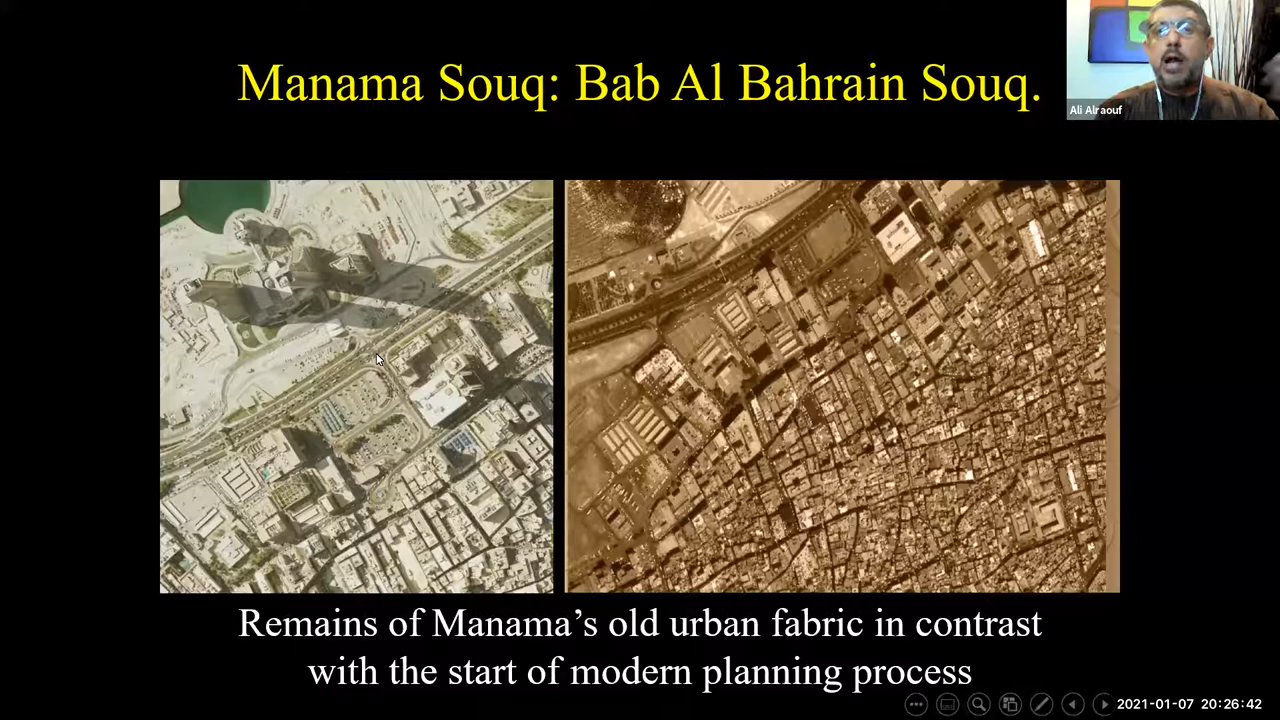 Manama Souq: Bab Al Bahrain Souq.
Ali Alraouf
Remains of Manama’s old urban fabric in contrast
with the start of modern planning process
2021-01-07 20:26:42